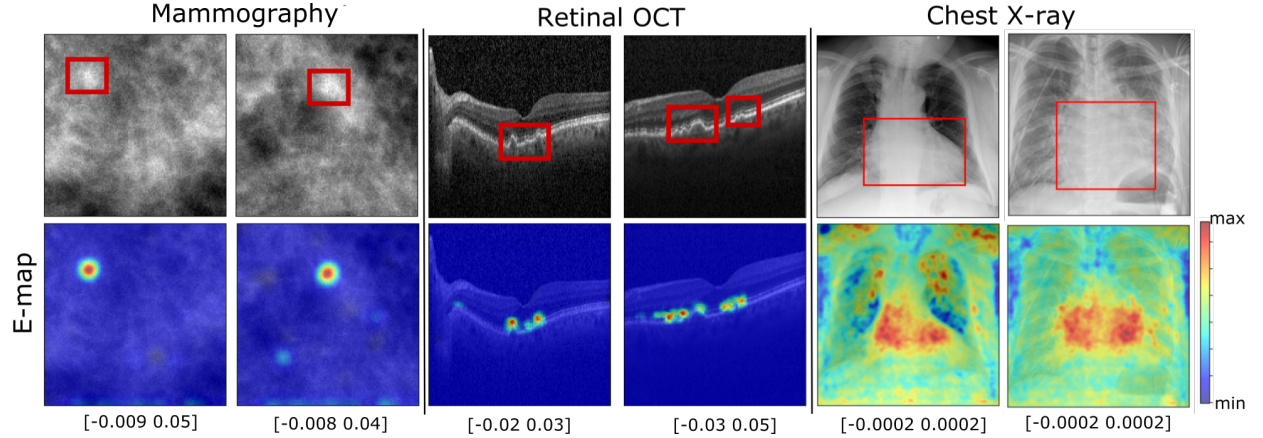 Mammography
Retinal OCT
Chest X-ray
E-map
max
min
[-0.009 0.05]
[-0.008 0.04]
[-0.02 0.03]
[-0.03 0.05]
[-0.0002 0.0002]
[-0.0002 0.0002]